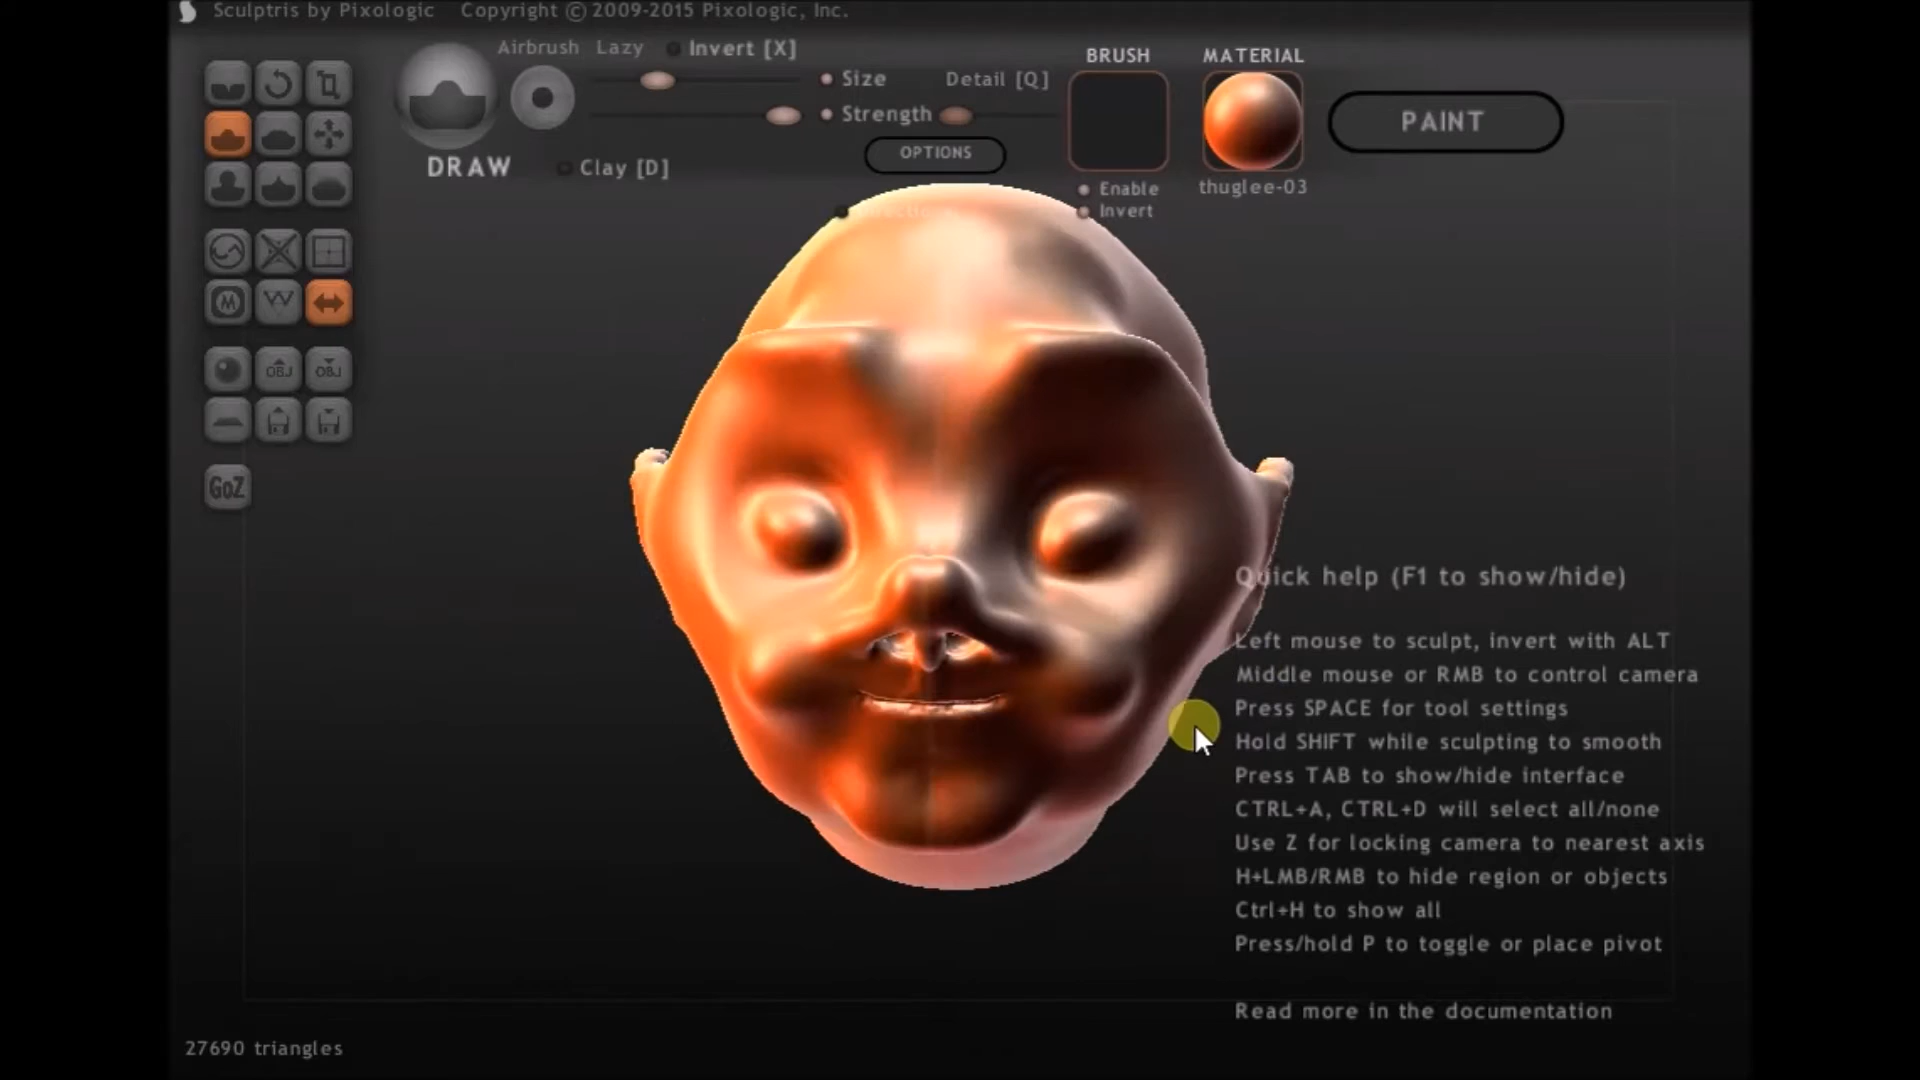 Sculptris by Pixologic Copyright © 2009-2015 Pixologic, Inc.
Airbrush Lazy Invert [X]
Size Detail [Q]
Strength
OPTIONS
DRAW
Clay [D]
BRUSH
Enable
Invert
MATERIAL
thuglee-03
PAINT
M
OBJ OBJ
GoZ
Quick help (F1 to show/hide)
Left mouse to sculpt, invert with ALT
Middle mouse or RMB to control camera
Press SPACE for tool settings
Hold SHIFT while sculpting to smooth
Press TAB to show/hide interface
CTRL+A, CTRL+D will select all/none
Use Z for locking camera to nearest axis
H+LMB/RMB to hide region or objects
Ctrl+H to show all
Press/hold P to toggle or place pivot
Read more in the documentation
27690 triangles